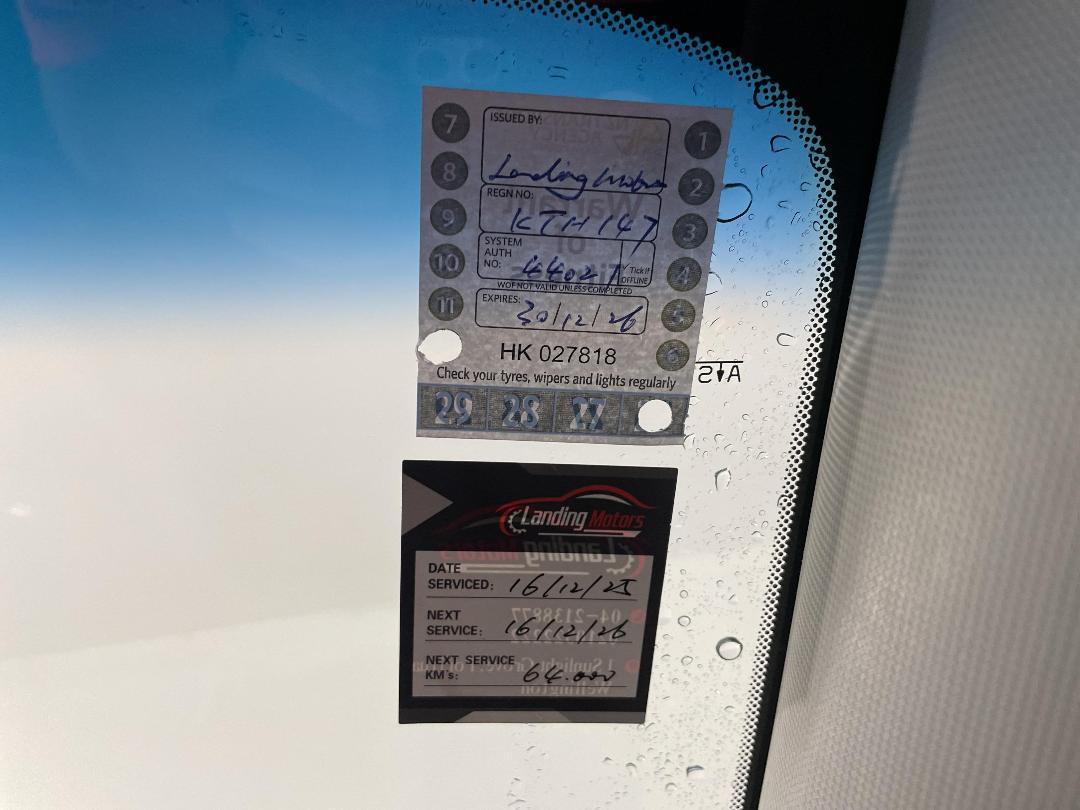 7
8
9
10
11
ISSUED BY:
Landing Motors
REGN NO:
KTH 147
SYSTEM
AUTH
NO: 44027
Tick if
OFFLINE
WOF NOT VALID UNLESS COMPLETED
EXPIRES: 30/12/26
1
2
3
4
5
6
HK 027818
Check your tyres, wipers and lights regularly
29 28 27
Landing Motors
DATE
SERVICED: 16/12/25
NEXT
SERVICE: 16/12/26
NEXT SERVICE
KM's: 64.000